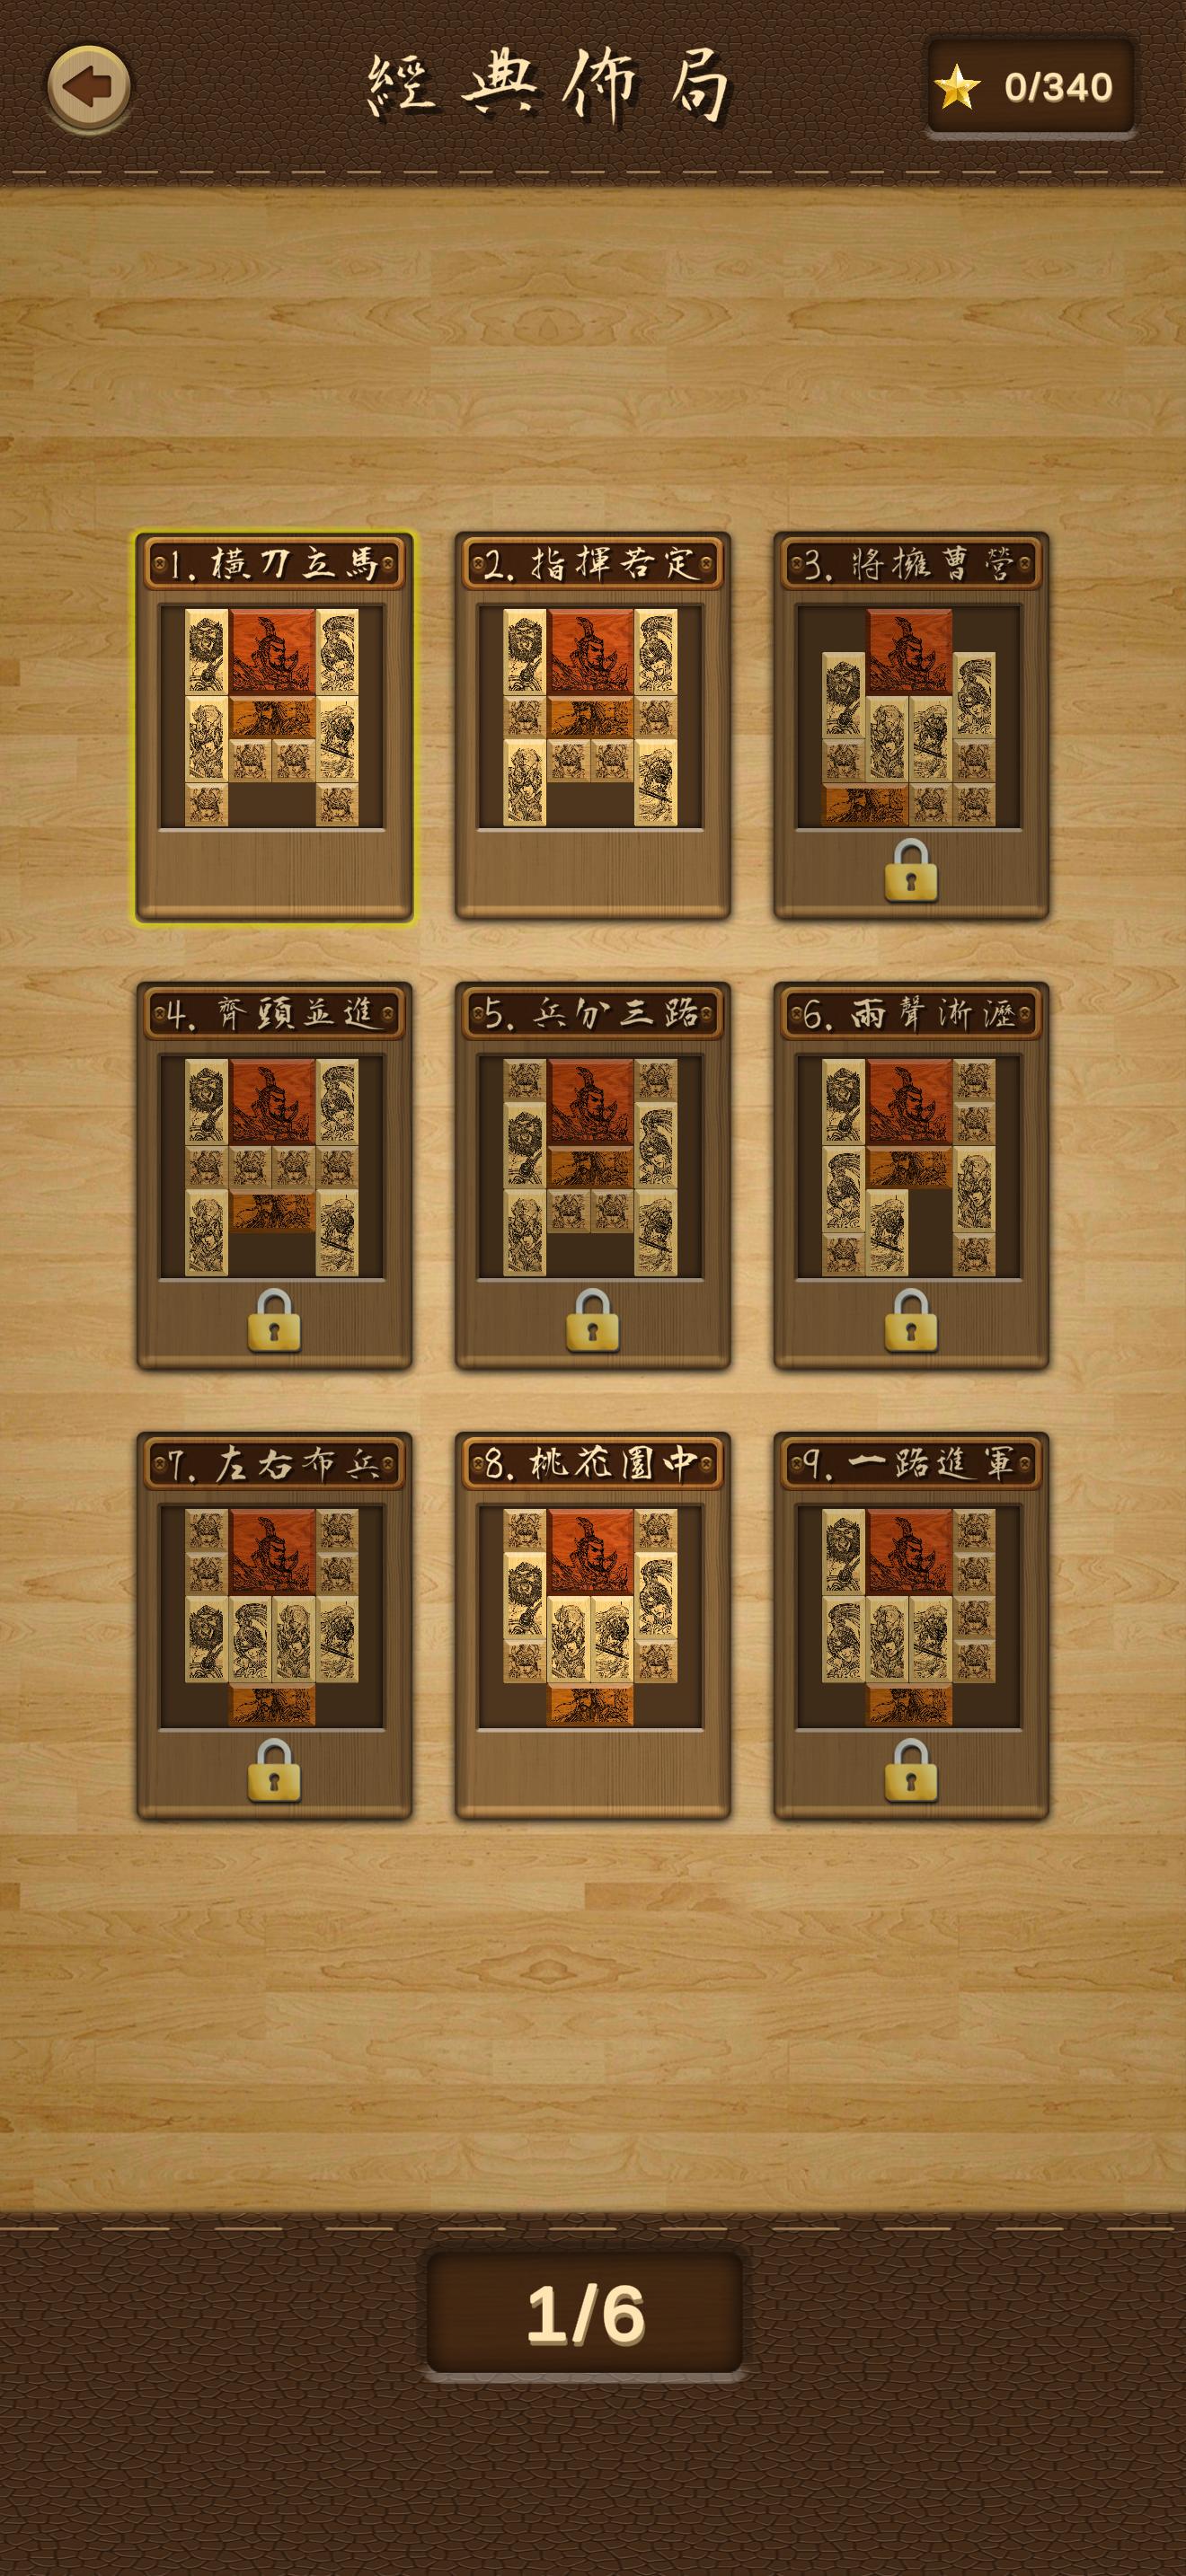 經典佈局
0/340
1. 橫刀立馬
2. 指揮若定
3. 將擁曹營
4. 齊頭並進
5. 兵分三路
6. 雨聲淅瀝
7. 左右布兵
8. 桃花園中
9. 一路進軍
1/6